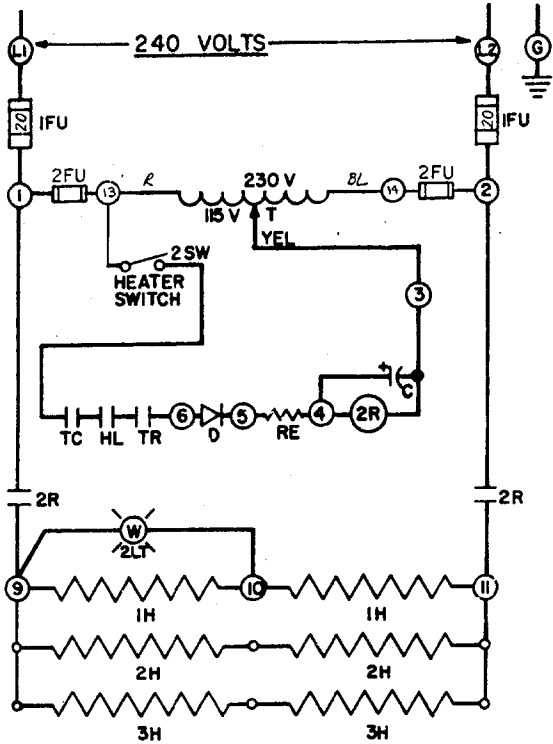 L1 240 VOLTS L2 G
20 1FU 20 1FU
1 2FU 13 R 230 V BL 14 2FU 2
115 V T
YEL
2SW
HEATER
SWITCH
3
+ C
6 5 4 2R
TC HL TR D RE
2R 2R
W
2LT
9 10 11
1H 1H
2H 2H
3H 3H